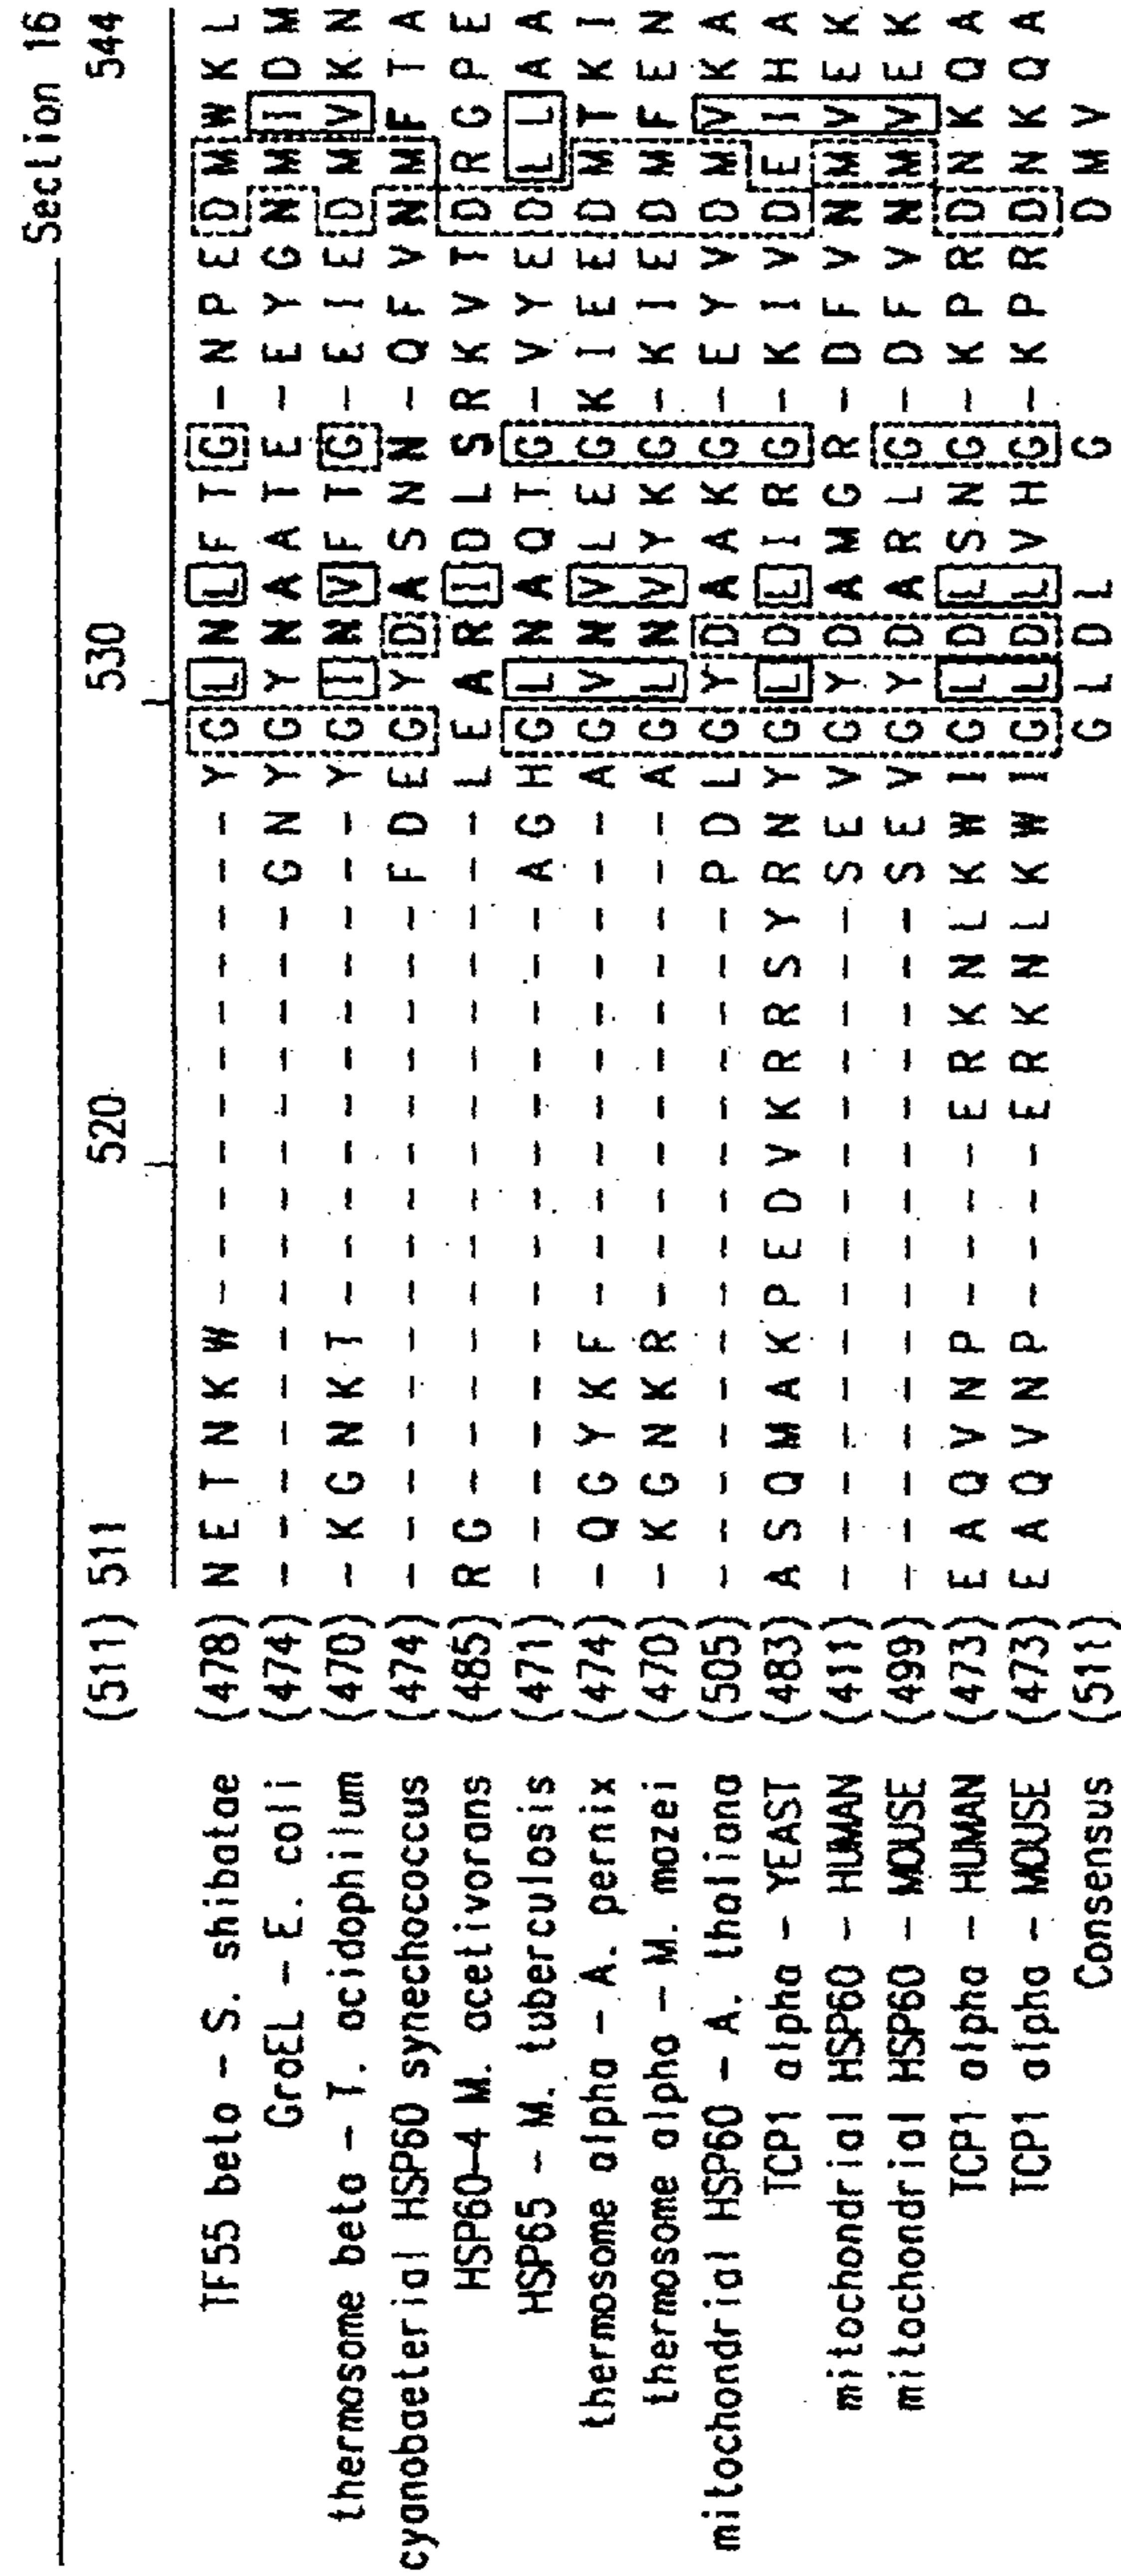 Section 16
(511) 511 520 530 544
TF55 beta - S. shibatae (478) N E T N K W - - - - - - - - - - - Y G L N L F T G - N P E D M W K L
GroEL - E. coli (474) - - - - - - - - - - - - - - - G N Y G Y N A A T E - E Y G N M I D M
thermosome beta - T. acidophilum (470) - K G N K T - - - - - - - - - - - Y G I N V F T G - E I E D M V K N
cyanobaeterial HSP60 synechococcus (474) - - - - - - - - - - - - - - - F D E G Y D A S N N - Q F V N M F T A
HSP60-4 M. acetivorans (485) R G - - - - - - - - - - - - - - - L E A R I D L S R K V T D R G P E
HSP65 - M. tuberculosis (471) - - - - - - - - - - - - - - - A G H G L N A Q T G - V Y E D L L A A
thermosome alpha - A. pernix (474) - Q G Y K F - - - - - - - - - - - A G V N V L E G K I E E D M T K I
thermosome alpha - M. mazei (470) - K G N K R - - - - - - - - - - - A G L N V Y K G - K I E D M F E N
mitochondrial HSP60 - A. thaliana (505) - - - - - - - - - - - - - - - P D L G Y D A A K G - E Y V D M V K A
TCP1 alpha - YEAST (483) A S Q M A K P E D V K R R S Y R N Y G L D L I R G - K I V D E I H A
mitochondrial HSP60 - HUMAN (411) - - - - - - - - - - - - - - - S E V G Y D A M G R - D F V N M V E K
mitochondrial HSP60 - MOUSE (499) - - - - - - - - - - - - - - - S E V G Y D A R L G - D F V N M V E K
TCP1 alpha - HUMAN (473) E A Q V N P - - - - E R K N L K W I G L D L S N G - K P R D N K Q A
TCP1 alpha - MOUSE (473) E A Q V N P - - - - E R K N L K W I G L D L V H G - K P R D N K Q A
Consensus (511) G L D L G D M V